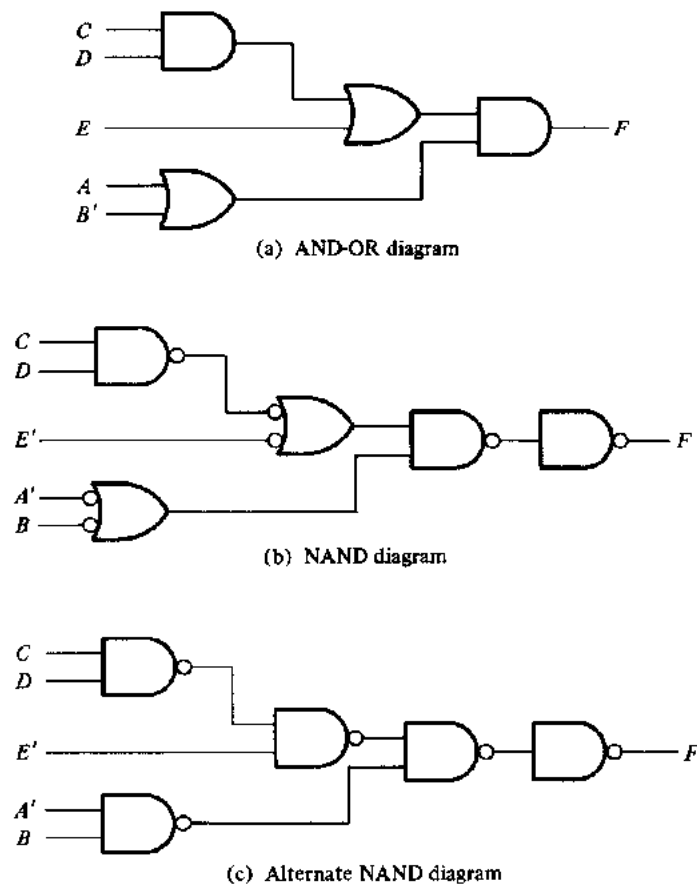 C
D
E
F
A
B'
(a) AND-OR diagram
C
D
E'
F
A'
B
(b) NAND diagram
C
D
E'
F
A'
B
(c) Alternate NAND diagram